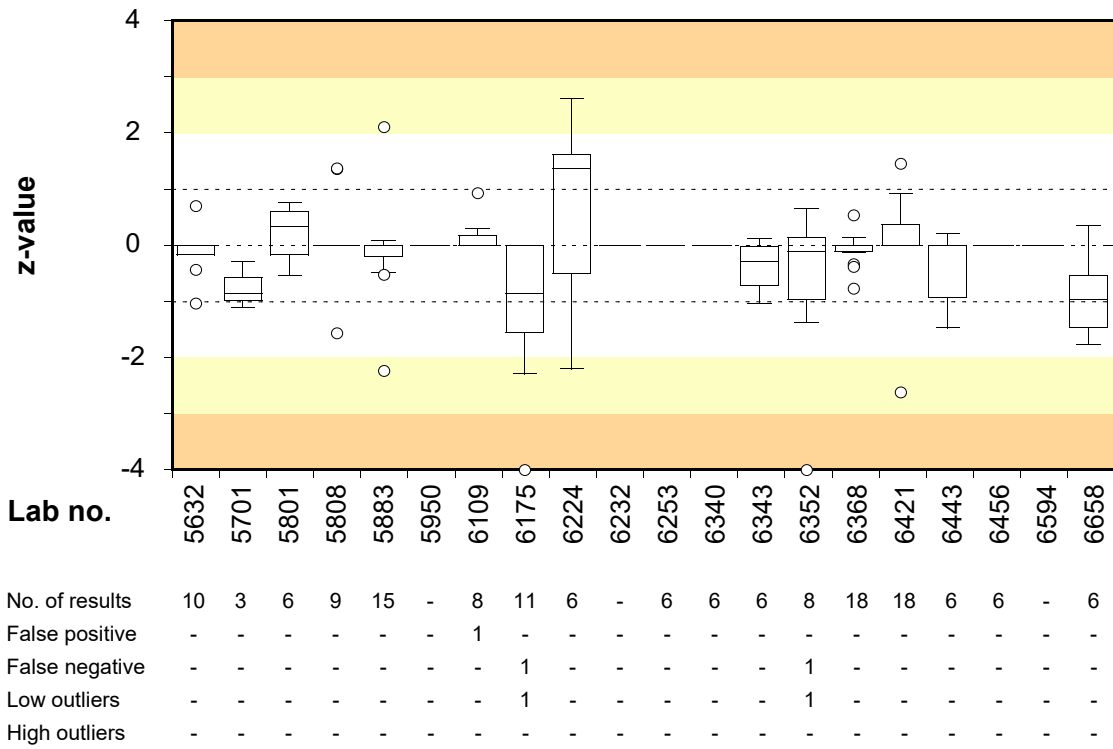 4
2
z-value
0
-2
-4
Lab no. 5632 5701 5801 5808 5883 5950 6109 6175 6224 6232 6253 6340 6343 6352 6368 6421 6443 6456 6594 6658
No. of results 10 3 6 9 15 - 8 11 6 - 6 6 6 8 18 18 6 6 - 6
False positive - - - - - - 1 - - - - - - - - - - - - -
False negative - - - - - - - 1 - - - - - 1 - - - - - -
Low outliers - - - - - - - 1 - - - - - 1 - - - - - -
High outliers - - - - - - - - - - - - - - - - - - - -